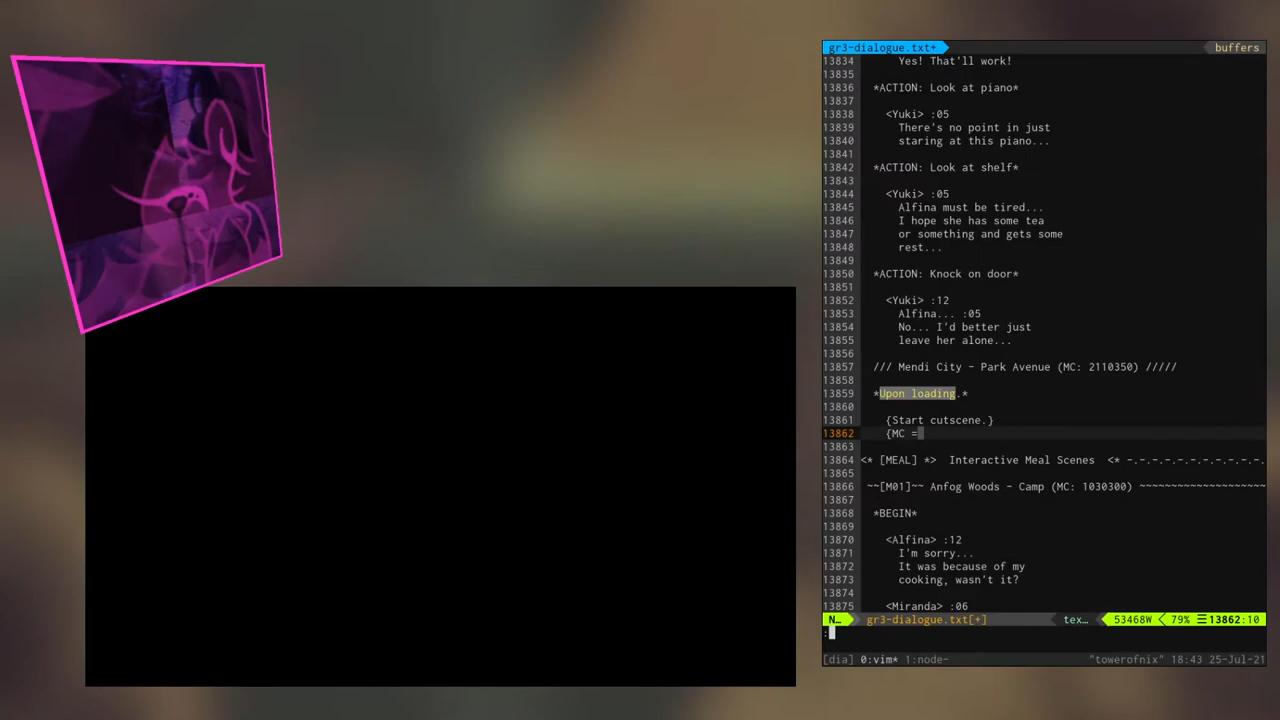 gr3-dialogue.txt+ buffers
13834 Yes! That'll work!
13835
13836 *ACTION: Look at piano*
13837
13838 <Yuki> :05
13839 There's no point in just
13840 staring at this piano...
13841
13842 *ACTION: Look at shelf*
13843
13844 <Yuki> :05
13845 Alfina must be tired...
13846 I hope she has some tea
13847 or something and gets some
13848 rest...
13849
13850 *ACTION: Knock on door*
13851
13852 <Yuki> :12
13853 Alfina... :05
13854 No... I'd better just
13855 leave her alone...
13856
13857 /// Mendi City - Park Avenue (MC: 2110350) /////
13858
13859 *Upon loading.*
13860
13861 {Start cutscene.}
13862 {MC =
13863
13864 <* [MEAL] *> Interactive Meal Scenes <* -.-.-.-.-.-.-.-.-.-.-.
13865
13866 ~~[M01]~~ Anfog Woods - Camp (MC: 1030300) ~~~~~~~~~~~~~~~~~~~~
13867
13868 *BEGIN*
13869
13870 <Alfina> :12
13871 I'm sorry...
13872 It was because of my
13873 cooking, wasn't it?
13874
13875 <Miranda> :06
N… gr3-dialogue.txt[+] tex… 53468W 79% ☰13862:10
:
[dia] 0:vim* 1:node- "towerofnix" 18:43 25-Jul-21